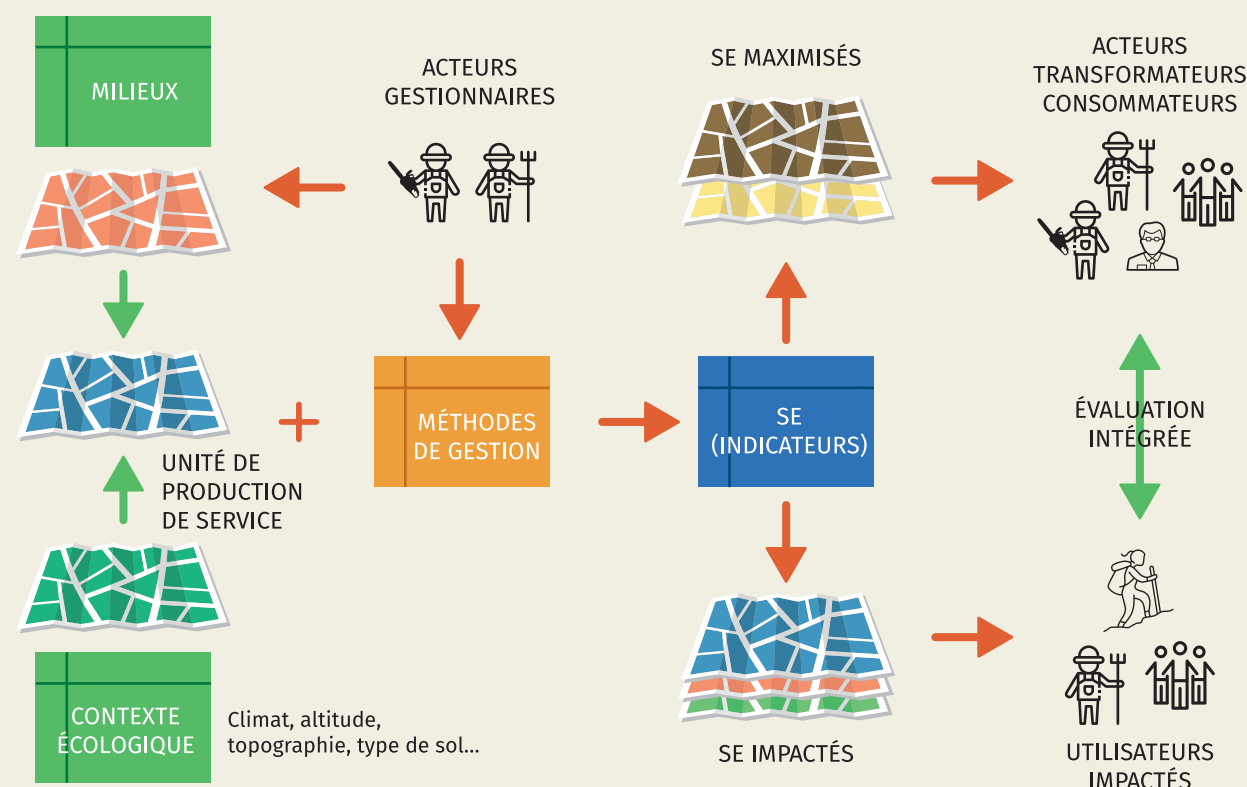 MILIEUX
ACTEURS
GESTIONNAIRES
SE MAXIMISÉS
ACTEURS
TRANSFORMATEURS
CONSOMMATEURS
MÉTHODES
DE GESTION
SE
(INDICATEURS)
ÉVALUATION
INTÉGRÉE
UNITÉ DE
PRODUCTION
DE SERVICE
CONTEXTE
ÉCOLOGIQUE
Climat, altitude,
topographie, type de sol...
SE IMPACTÉS
UTILISATEURS
IMPACTÉS